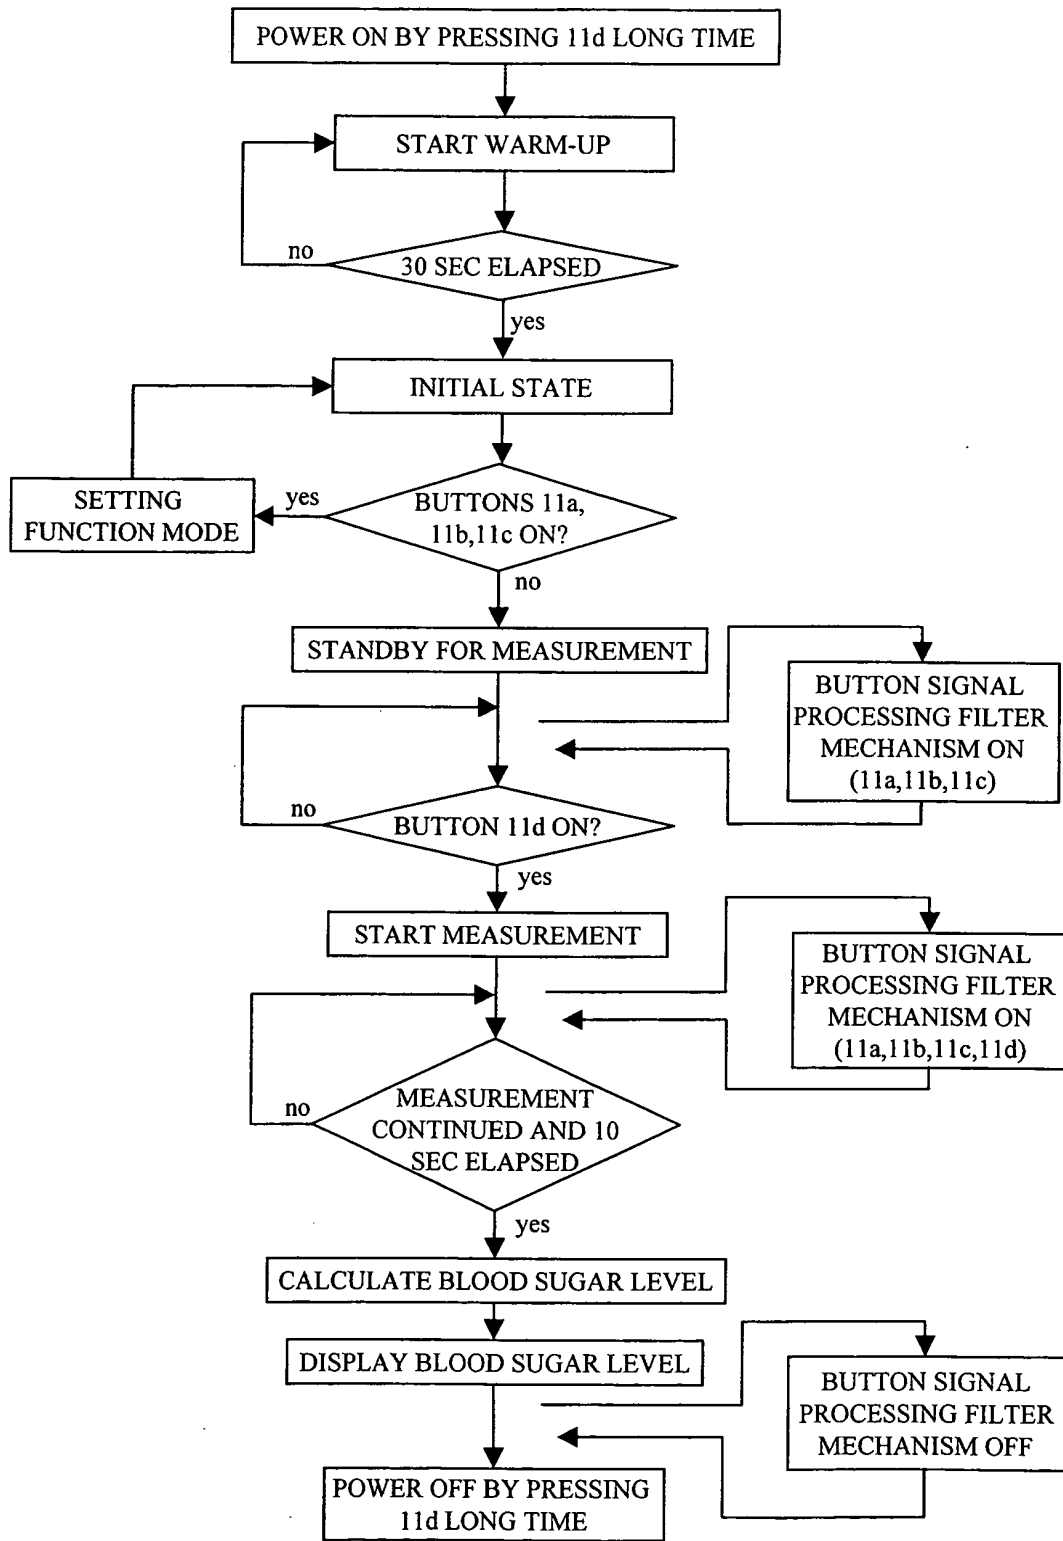 POWER ON BY PRESSING 11d LONG TIME
START WARM-UP
no
30 SEC ELAPSED
yes
INITIAL STATE
SETTING
FUNCTION MODE
yes
BUTTONS 11a,
11b,11c ON?
no
STANDBY FOR MEASUREMENT
BUTTON SIGNAL
PROCESSING FILTER
MECHANISM ON
(11a,11b,11c)
no
BUTTON 11d ON?
yes
START MEASUREMENT
BUTTON SIGNAL
PROCESSING FILTER
MECHANISM ON
(11a,11b,11c,11d)
no
MEASUREMENT
CONTINUED AND 10
SEC ELAPSED
yes
CALCULATE BLOOD SUGAR LEVEL
DISPLAY BLOOD SUGAR LEVEL
BUTTON SIGNAL
PROCESSING FILTER
MECHANISM OFF
POWER OFF BY PRESSING
11d LONG TIME